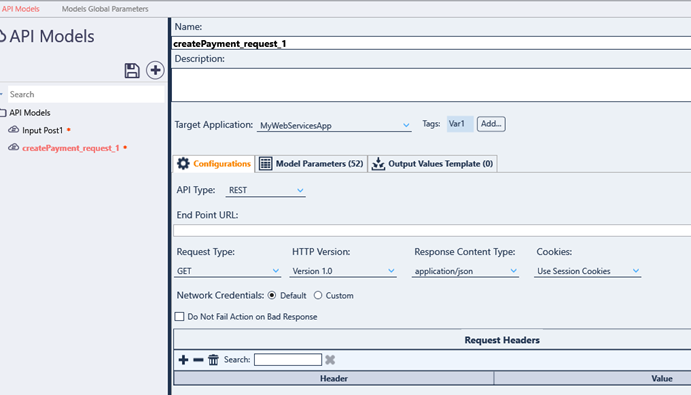 API Models Models Global Parameters
API Models
Search
API Models
Input Post1
createPayment_request_1
Name:
createPayment_request_1
Description:
Target Application: MyWebServicesApp Tags: Var1 Add...
Configurations Model Parameters (52) Output Values Template (0)
API Type: REST
End Point URL:
Request Type: HTTP Version: Response Content Type: Cookies:
GET Version 1.0 application/json Use Session Cookies
Network Credentials: Default Custom
Do Not Fail Action on Bad Response
Request Headers
Search:
Header Value